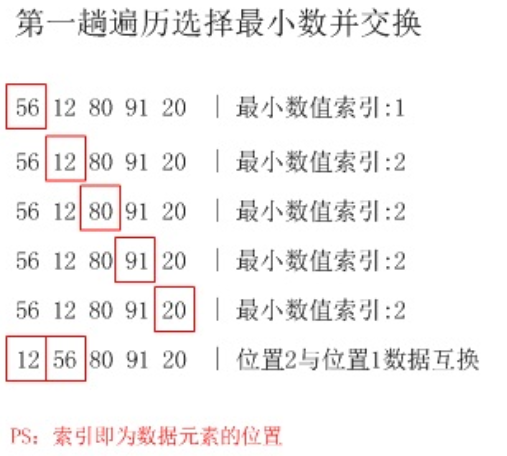 第一趟遍历选择最小数并交换
56 12 80 91 20 | 最小数值索引:1
56 12 80 91 20 | 最小数值索引:2
56 12 80 91 20 | 最小数值索引:2
56 12 80 91 20 | 最小数值索引:2
56 12 80 91 20 | 最小数值索引:2
12 56 80 91 20 | 位置2与位置1数据互换
PS: 索引即为数据元素的位置